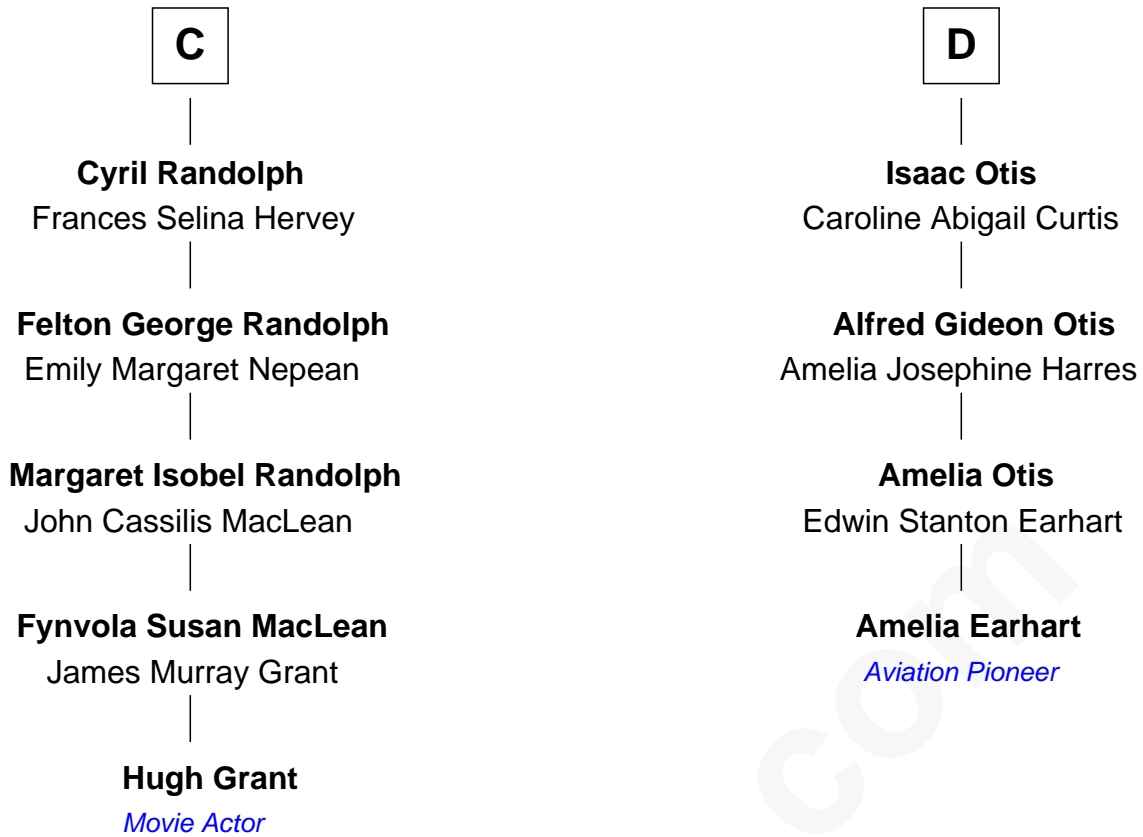 C
Cyril Randolph
Frances Selina Hervey
Felton George Randolph
Emily Margaret Nepean
Margaret Isobel Randolph
John Cassilis MacLean
Fynvola Susan MacLean
James Murray Grant
Hugh Grant
Movie Actor
D
Isaac Otis
Caroline Abigail Curtis
Alfred Gideon Otis
Amelia Josephine Harres
Amelia Otis
Edwin Stanton Earhart
Amelia Earhart
Aviation Pioneer
com